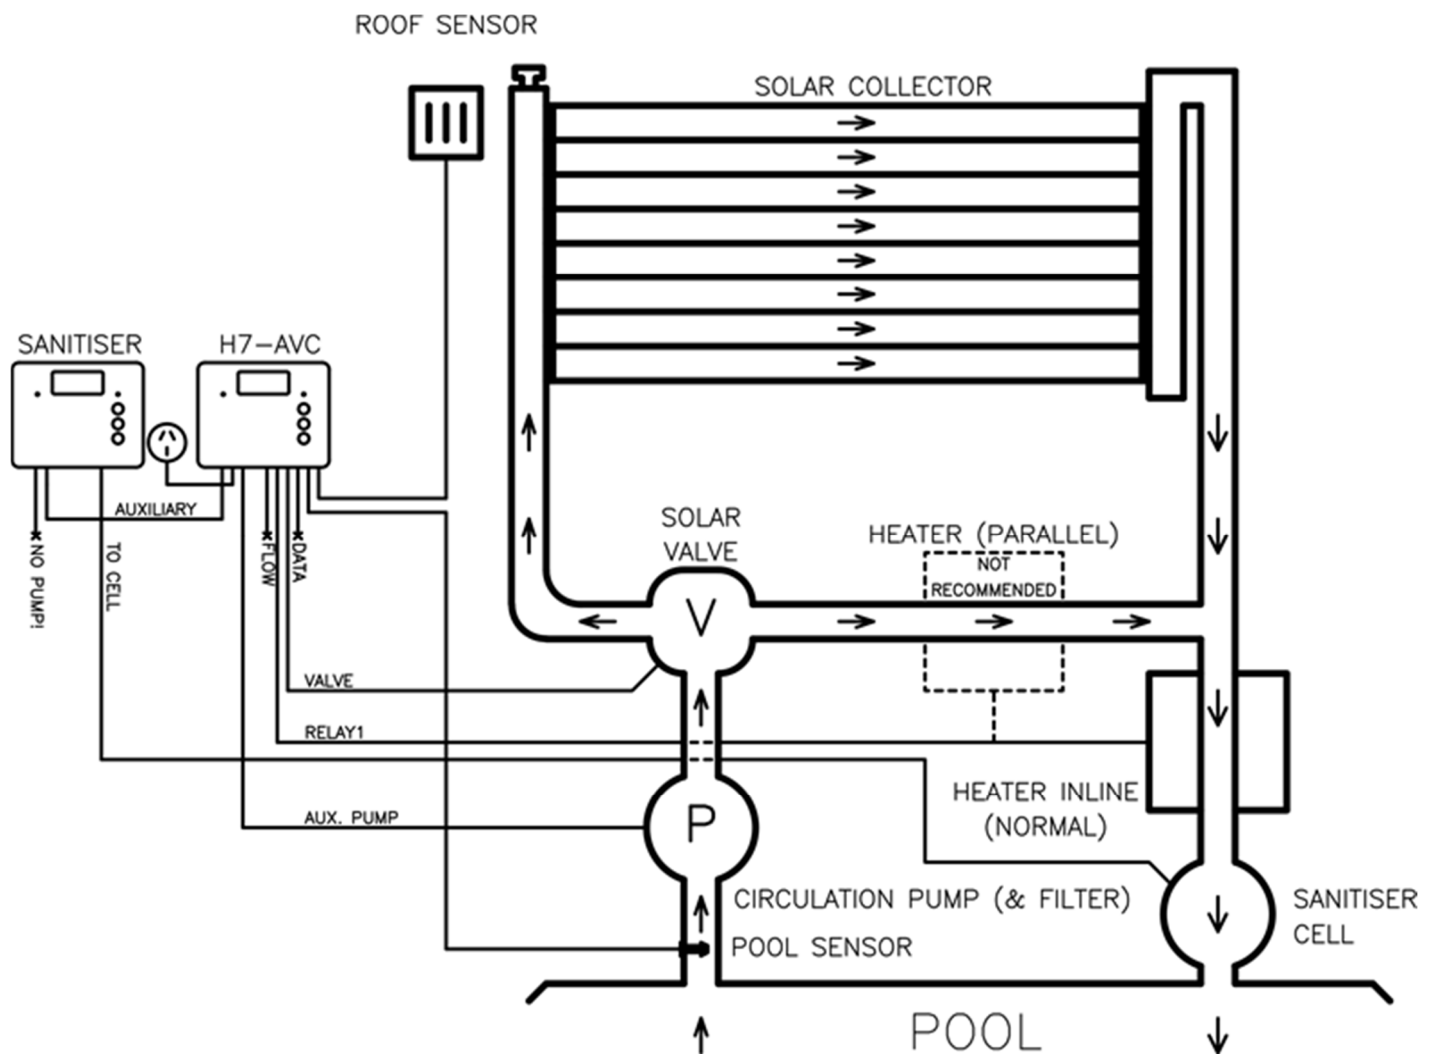 ROOF SENSOR
SOLAR COLLECTOR
SANITISER
H7-AVC
AUXILIARY
NO PUMP!
TO CELL
FLOW
DATA
SOLAR
VALVE
V
HEATER (PARALLEL)
NOT
RECOMMENDED
VALVE
RELAY1
HEATER INLINE
(NORMAL)
AUX. PUMP
P
CIRCULATION PUMP (& FILTER)
SANITISER
CELL
POOL SENSOR
POOL